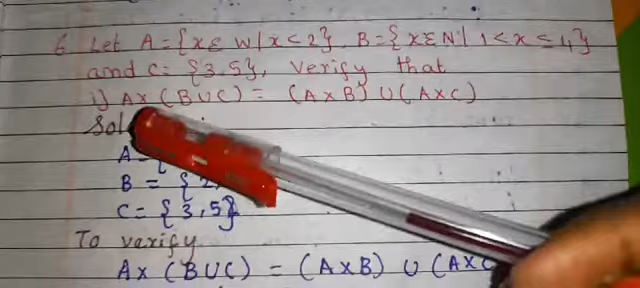 6. Let A = {x ε W / x < 2}, B = {x ε N / 1 < x ≤ 4}
and C = {3, 5}, Verify that
i) A × (B ∪ C) = (A × B) ∪ (A × C)
Sol
A = {
B = {2,
C = {3, 5}
To verify
A × (B ∪ C) = (A × B) ∪ (A × C